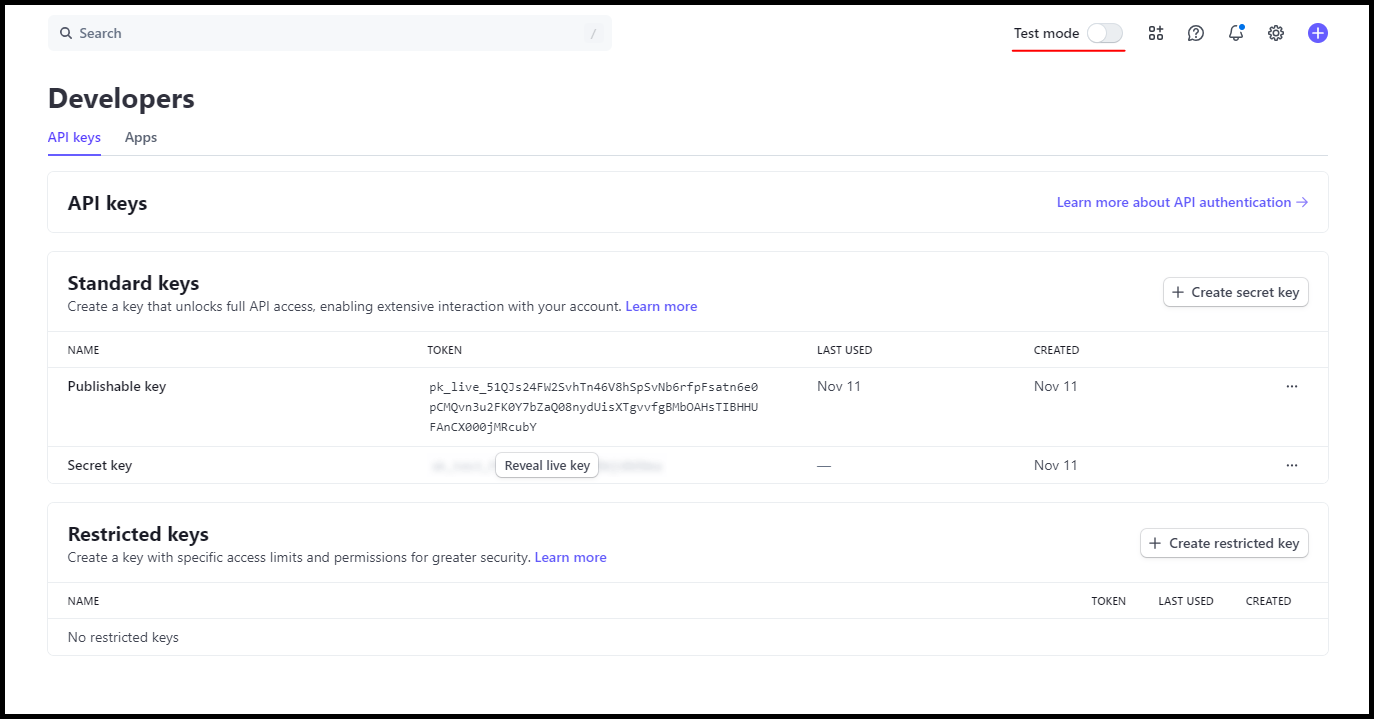 Search /
Test mode
Developers
API keys Apps
API keys
Learn more about API authentication →
Standard keys
Create a key that unlocks full API access, enabling extensive interaction with your account. Learn more
+ Create secret key
NAME TOKEN LAST USED CREATED
Publishable key pk_live_51QJs24FW2SvhTn46V8hSpSvNb6rfpFsatn6e0 Nov 11 Nov 11 ...
pCMQvn3u2FK0Y7bZaQ08nydUisXTgvvfgBMbOAHsTIBHHU
FAnCX000jMRcubY
Secret key Reveal live key — Nov 11 ...
Restricted keys
Create a key with specific access limits and permissions for greater security. Learn more
+ Create restricted key
NAME TOKEN LAST USED CREATED
No restricted keys